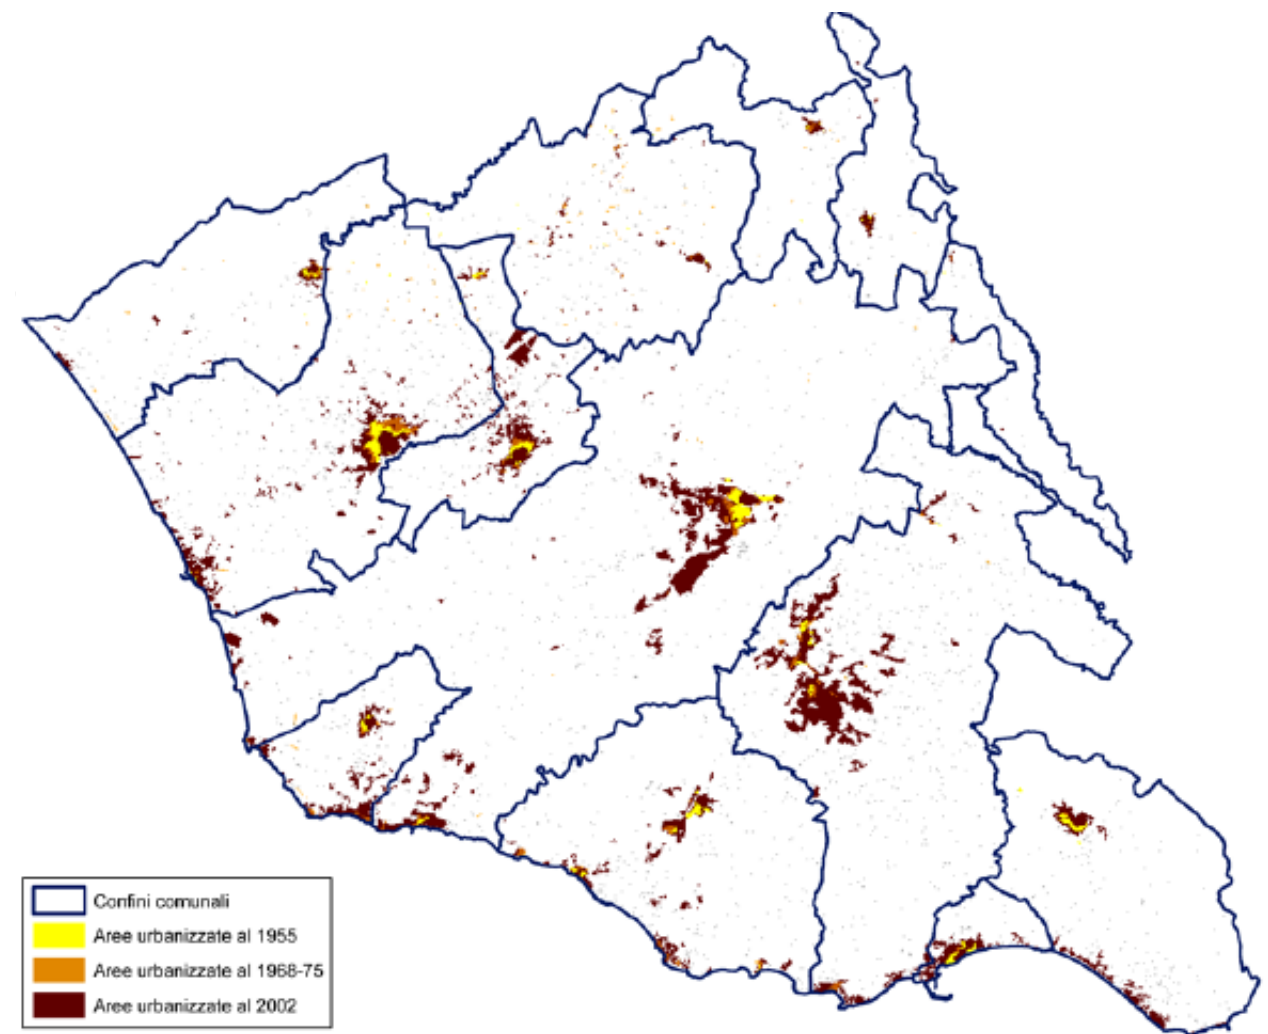 Confini comunali
Aree urbanizzate al 1955
Aree urbanizzate al 1968-75
Aree urbanizzate al 2002